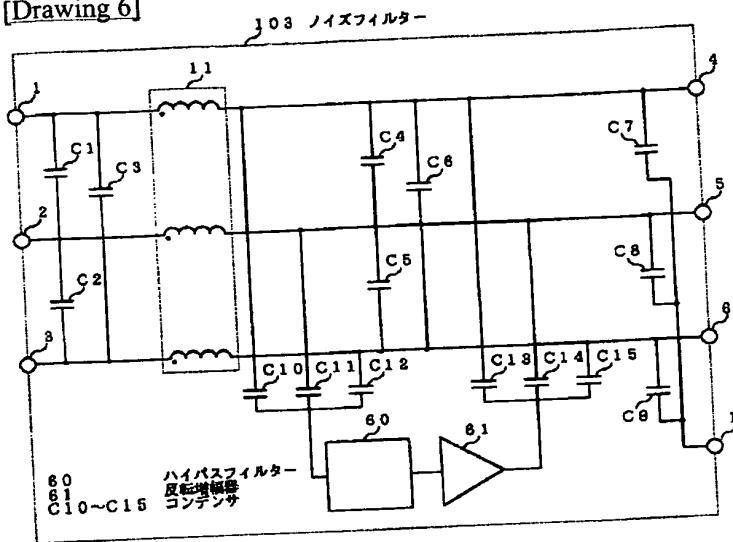 [Drawing 6]
103 ノイズフィルター
1
11
4
C1
C3
C4
C6
C7
2
5
C2
C5
C8
3
6
C10
C11
C12
C13
C14
C15
C9
60
61
1
60 ハイパスフィルター
61 反転増幅器
C10~C15 コンデンサ